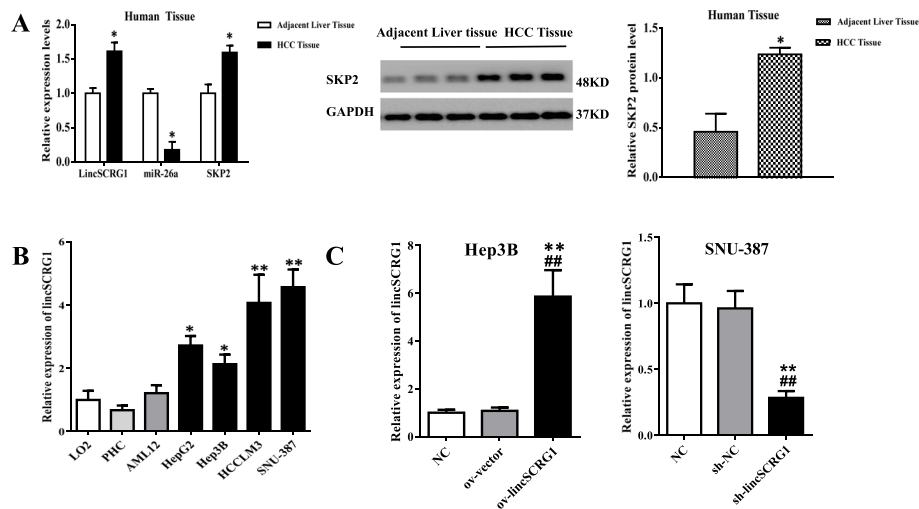 A
Human Tissue
Relative expression levels
2.0
1.5
1.0
0.5
0.0
* * *
LincSCRG1 miR-26a SKP2
Adjacent Liver Tissue
HCC Tissue
Adjacent Liver tissue HCC Tissue
SKP2 48KD
GAPDH 37KD
Human Tissue
Relative SKP2 protein level
1.5
1.0
0.5
0.0
*
Adjacent Liver Tissue
HCC Tissue
B
Relative expression of lincSCRG1
6
4
2
0
* * ** **
LO2 PHC AML12 HepG2 Hep3B HCCLM3 SNU-387
C
Hep3B
Relative expression of lincSCRG1
8
6
4
2
0
**
##
NC ov-vector ov-lincSCRG1
SNU-387
Relative expression of lincSCRG1
1.5
1.0
0.5
0.0
**
##
NC sh-NC sh-lincSCRG1